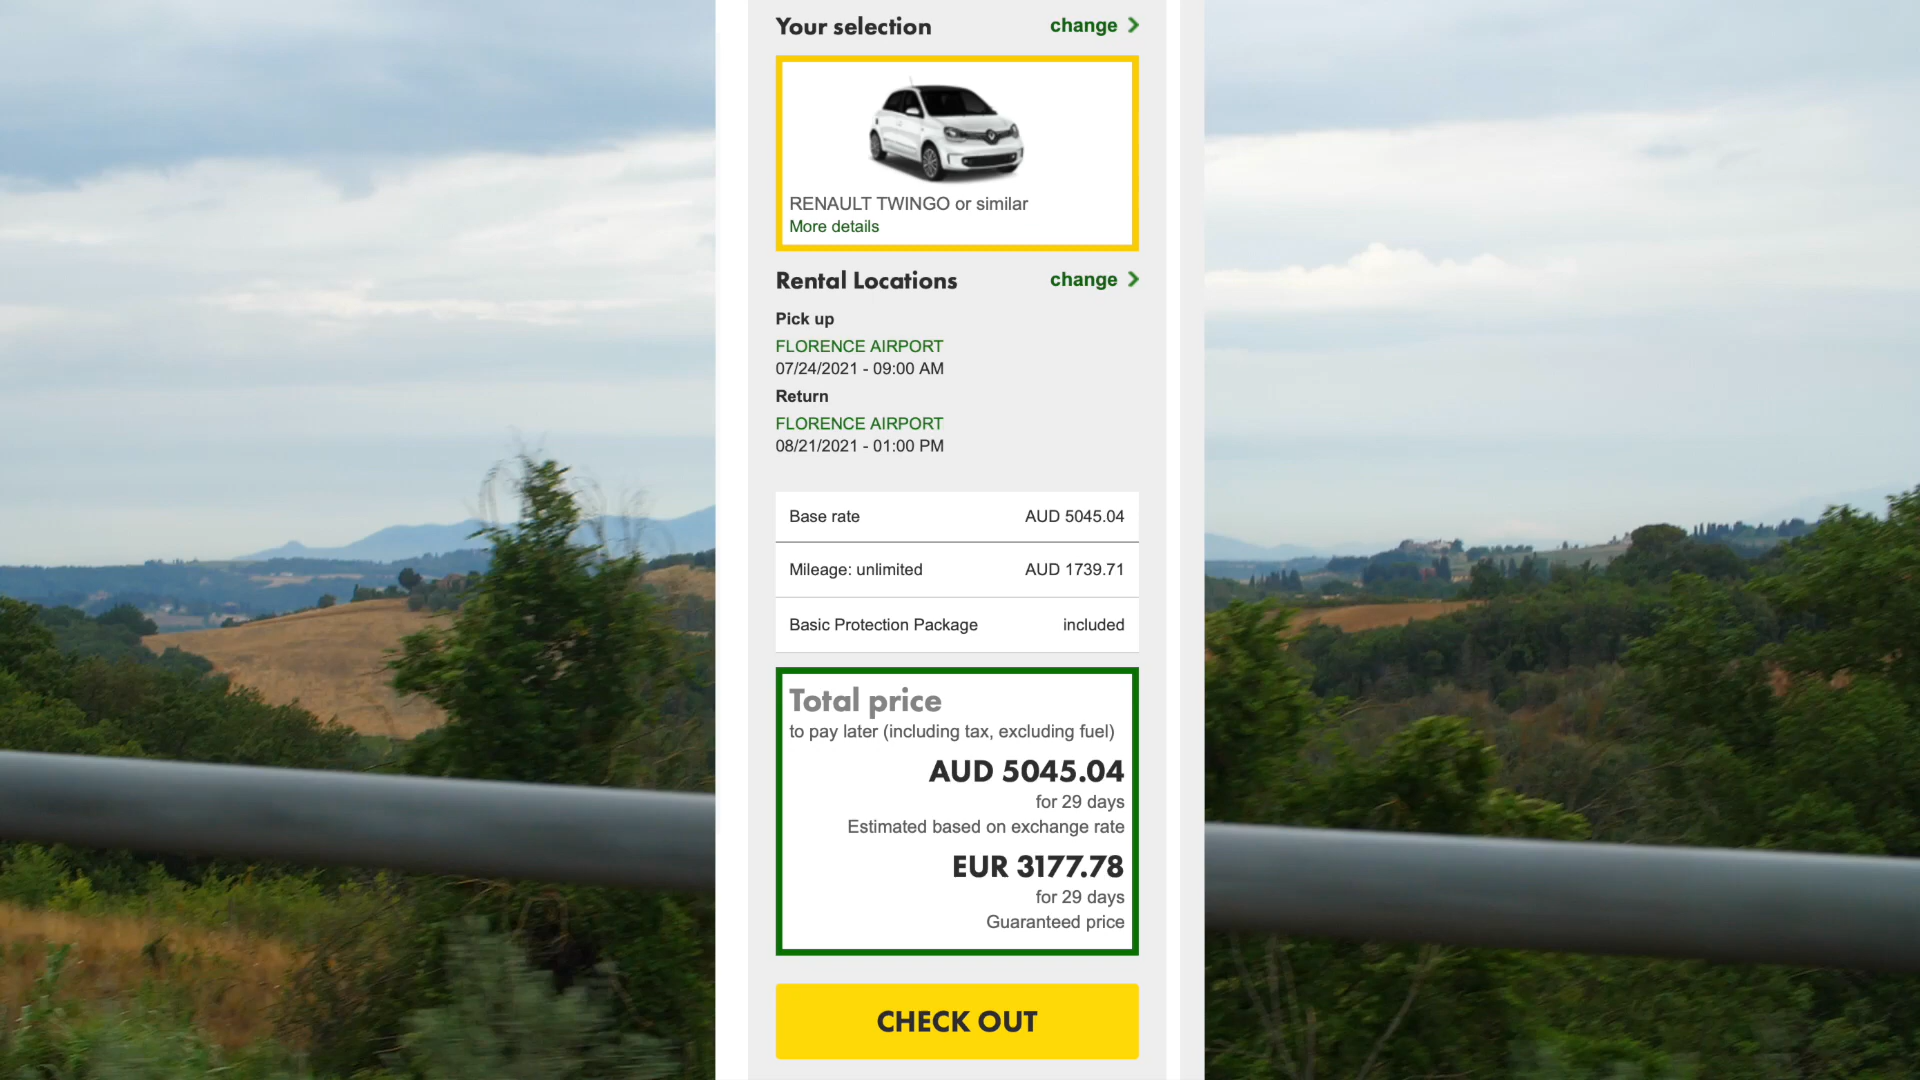 Your selection
change
RENAULT TWINGO or similar
More details
Rental Locations
change
Pick up
FLORENCE AIRPORT
07/24/2021 - 09:00 AM
Return
FLORENCE AIRPORT
08/21/2021 - 01:00 PM
Base rate AUD 5045.04
Mileage: unlimited AUD 1739.71
Basic Protection Package included
Total price
to pay later (including tax, excluding fuel)
AUD 5045.04
for 29 days
Estimated based on exchange rate
EUR 3177.78
for 29 days
Guaranteed price
CHECK OUT